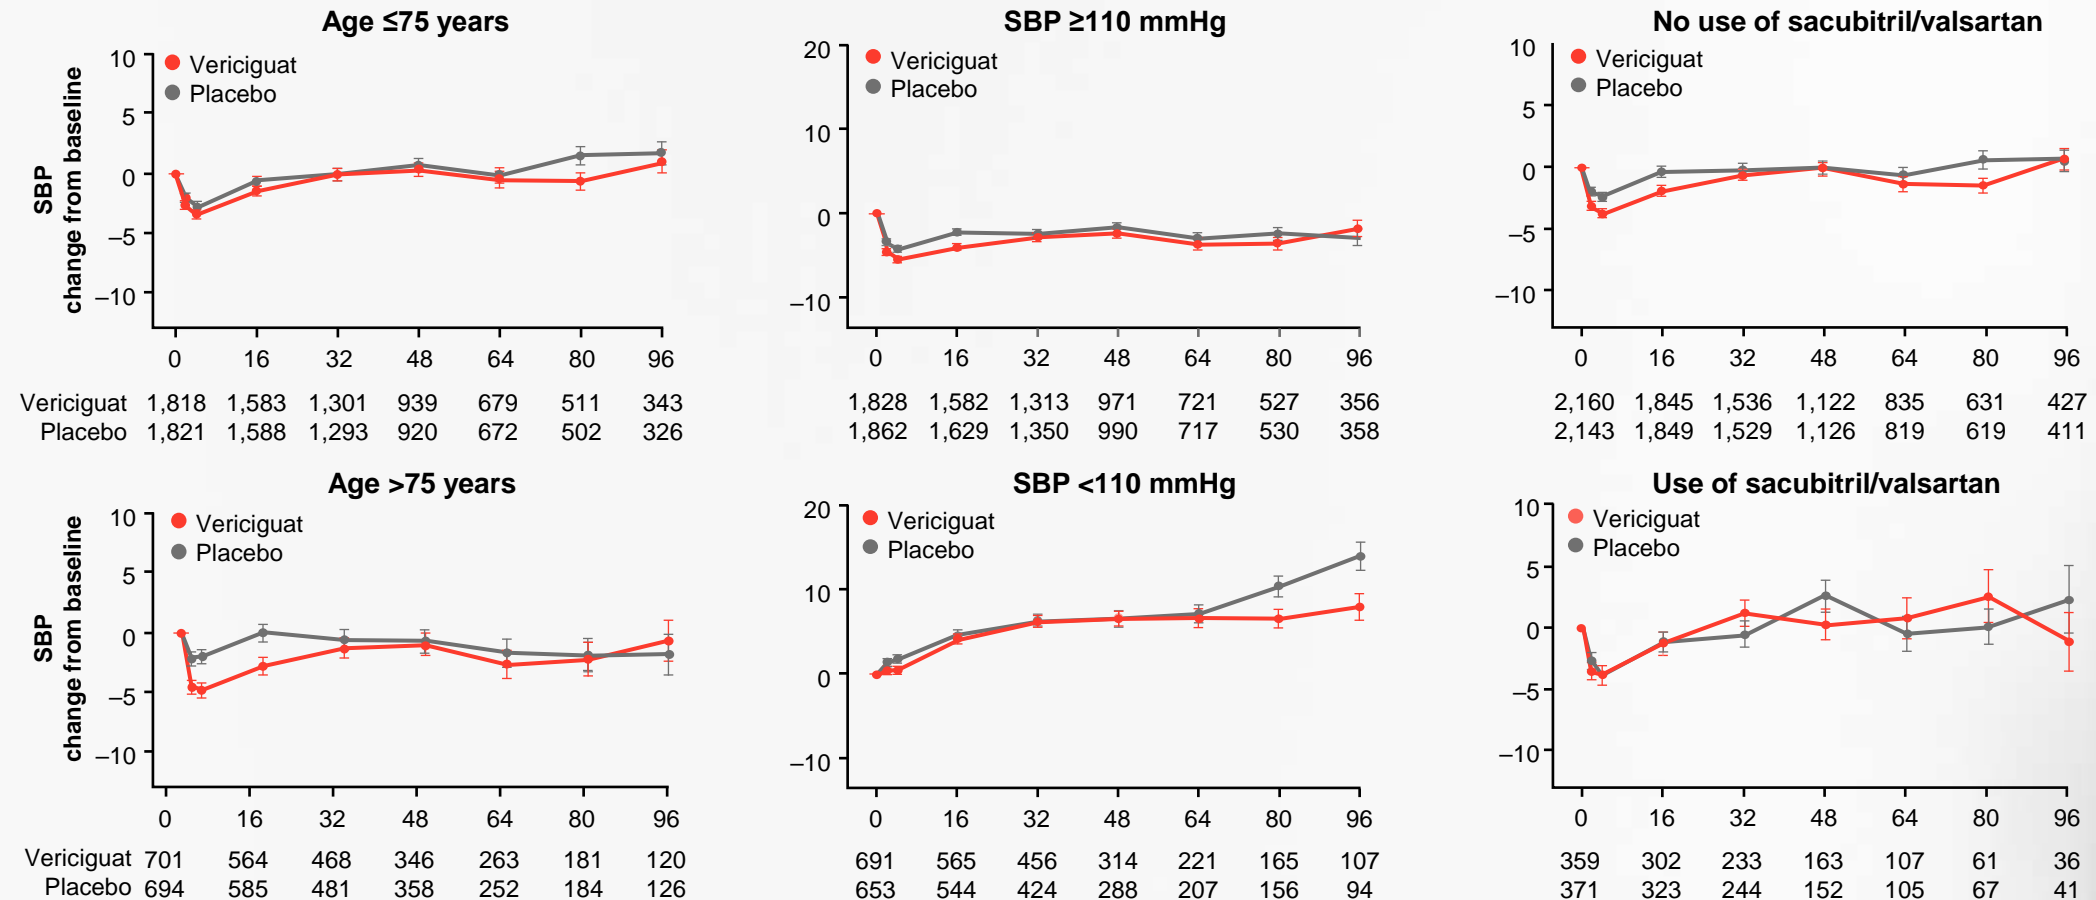 Age ≤75 years
SBP
change from baseline
10
5
0
–5
–10
Vericiguat
Placebo
0 16 32 48 64 80 96
Vericiguat 1,818 1,583 1,301 939 679 511 343
Placebo 1,821 1,588 1,293 920 672 502 326
SBP ≥110 mmHg
20
10
0
–10
Vericiguat
Placebo
0 16 32 48 64 80 96
1,828 1,582 1,313 971 721 527 356
1,862 1,629 1,350 990 717 530 358
No use of sacubitril/valsartan
10
5
0
–5
–10
Vericiguat
Placebo
0 16 32 48 64 80 96
2,160 1,845 1,536 1,122 835 631 427
2,143 1,849 1,529 1,126 819 619 411
Age >75 years
SBP
change from baseline
10
5
0
–5
–10
Vericiguat
Placebo
0 16 32 48 64 80 96
Vericiguat 701 564 468 346 263 181 120
Placebo 694 585 481 358 252 184 126
SBP <110 mmHg
20
10
0
–10
Vericiguat
Placebo
0 16 32 48 64 80 96
691 565 456 314 221 165 107
653 544 424 288 207 156 94
Use of sacubitril/valsartan
10
5
0
–5
–10
Vericiguat
Placebo
0 16 32 48 64 80 96
359 302 233 163 107 61 36
371 323 244 152 105 67 41